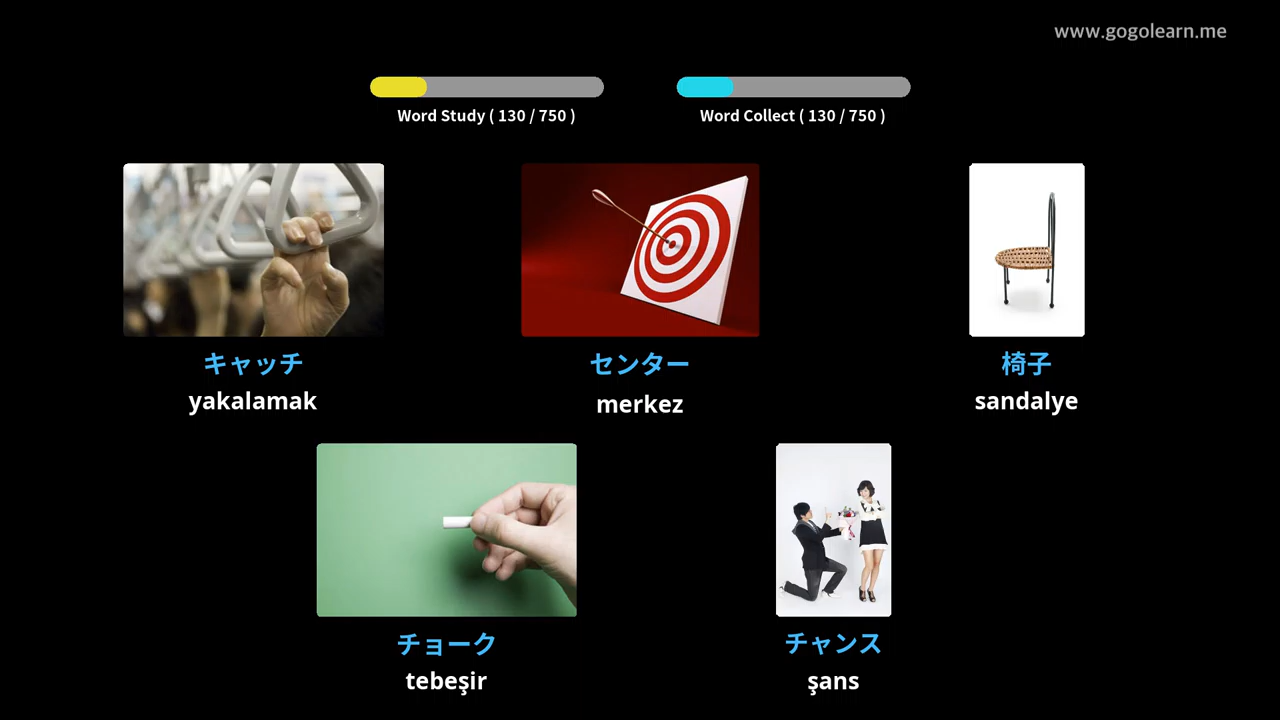 www.gogolearn.me
Word Study ( 130 / 750 )
Word Collect ( 130 / 750 )
キャッチ
yakalamak
センター
merkez
椅子
sandalye
チョーク
tebeşir
チャンス
şans